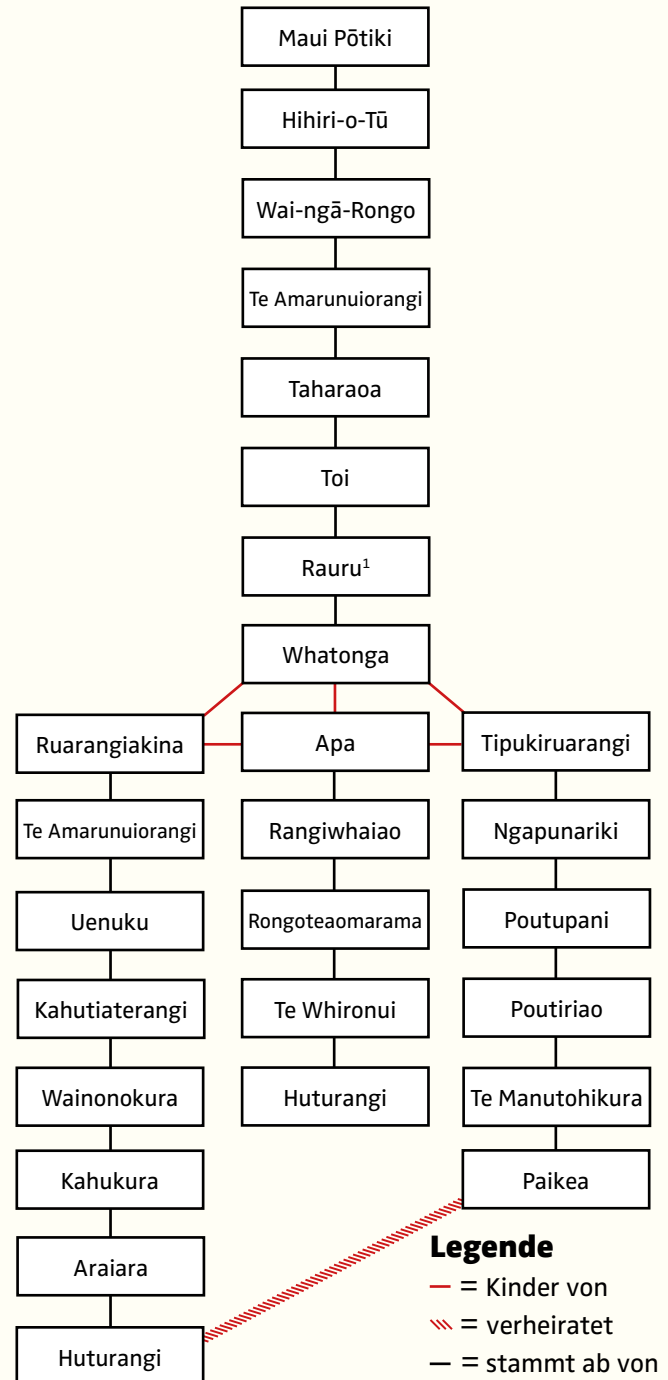 Maui Pōtiki
Hihiri-o-Tū
Wai-ngā-Rongo
Te Amarunuiorangi
Taharaoa
Toi
Rauru¹
Whatonga
Ruarangiakina
Apa
Tipukiruarangi
Te Amarunuiorangi
Rangiwhaiao
Ngapunariki
Uenuku
Rongoteaomarama
Poutupani
Kahutiaterangi
Te Whironui
Poutiriao
Wainonokura
Huturangi
Te Manutohikura
Kahukura
Paikea
Araiara
Huturangi
Legende
= Kinder von
= verheiratet
= stammt ab von